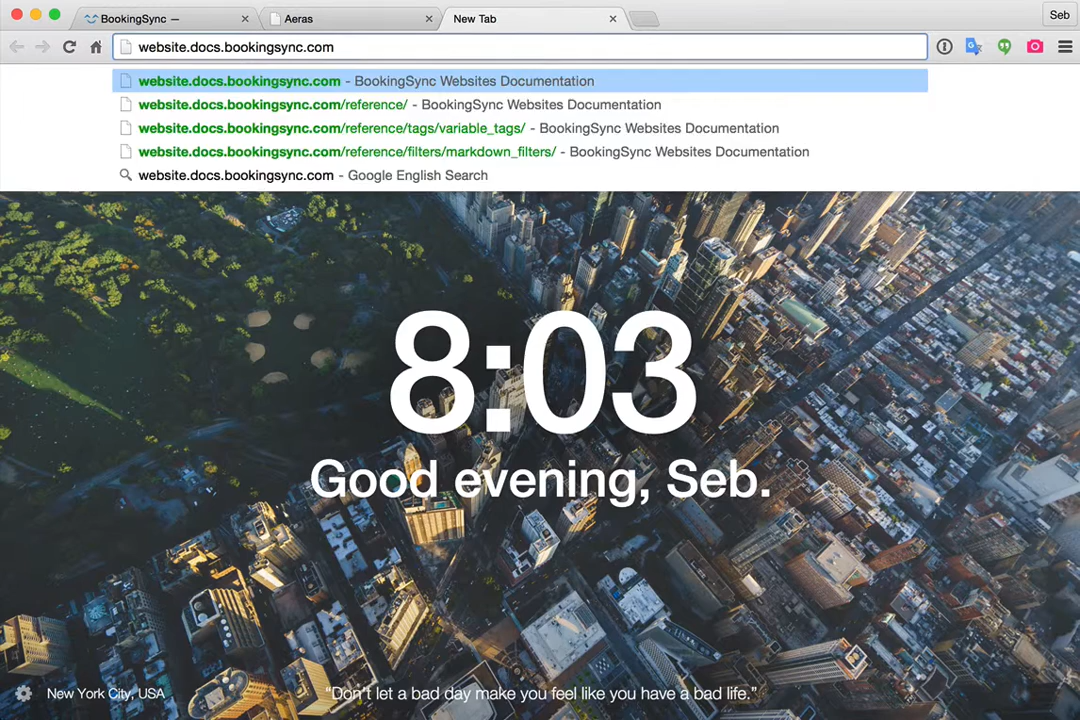 BookingSync —
Aeras
New Tab
Seb
website.docs.bookingsync.com
website.docs.bookingsync.com - BookingSync Websites Documentation
website.docs.bookingsync.com/reference/ - BookingSync Websites Documentation
website.docs.bookingsync.com/reference/tags/variable_tags/ - BookingSync Websites Documentation
website.docs.bookingsync.com/reference/filters/markdown_filters/ - BookingSync Websites Documentation
website.docs.bookingsync.com - Google English Search
8:03
Good evening, Seb.
New York City, USA
“Don’t let a bad day make you feel like you have a bad life.”